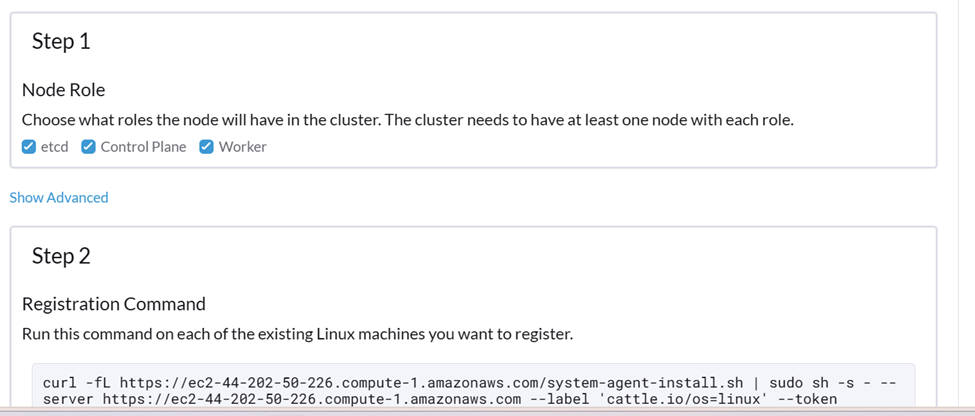 Step 1
Node Role
Choose what roles the node will have in the cluster. The cluster needs to have at least one node with each role.
etcd Control Plane Worker
Show Advanced
Step 2
Registration Command
Run this command on each of the existing Linux machines you want to register.
curl -fL https://ec2-44-202-50-226.compute-1.amazonaws.com/system-agent-install.sh | sudo sh -s - --
server https://ec2-44-202-50-226.compute-1.amazonaws.com --label 'cattle.io/os=linux' --token